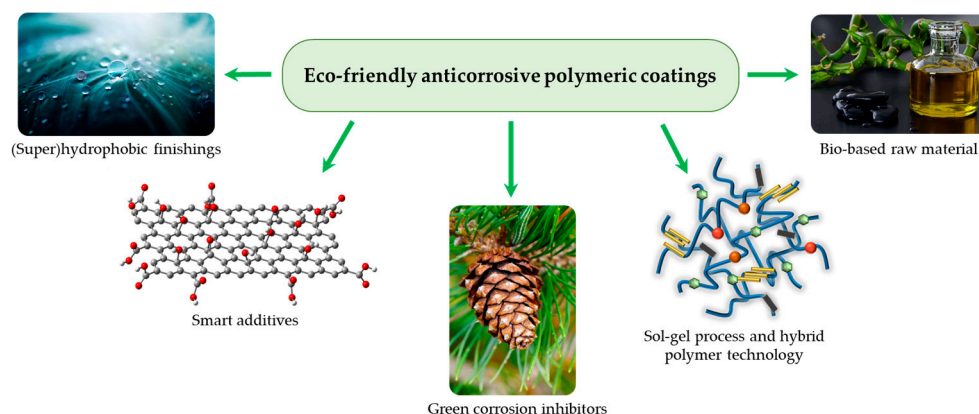 Eco-friendly anticorrosive polymeric coatings
(Super)hydrophobic finishings
Bio-based raw material
Smart additives
Sol-gel process and hybrid
polymer technology
Green corrosion inhibitors